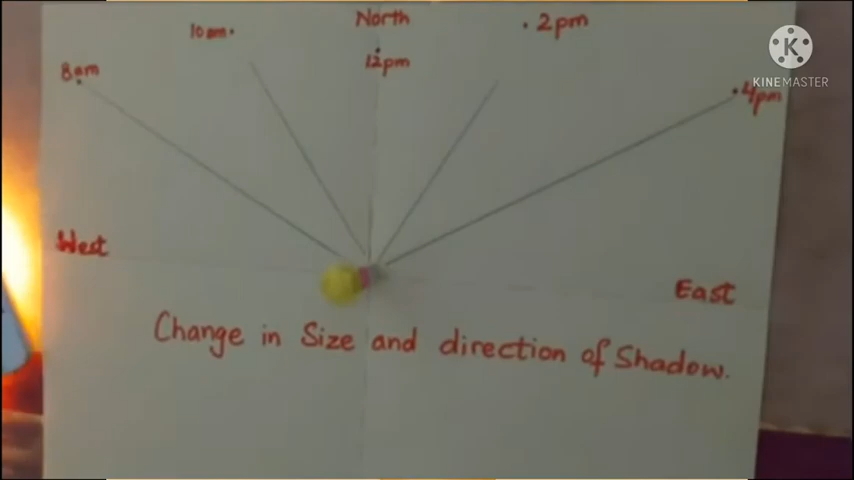 North
10am
2pm
12pm
8am
4pm
KINEMASTER
West
East
Change in Size and direction of Shadow.